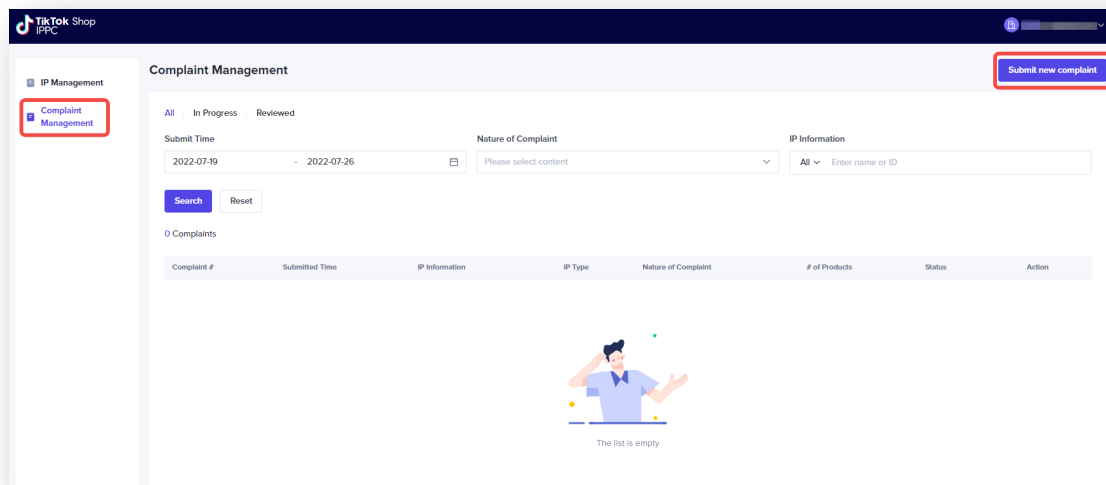 TikTok Shop
IPPC
IP Management
Complaint
Management
Complaint Management
Submit new complaint
All In Progress Reviewed
Submit Time
Nature of Complaint
IP Information
2022-07-19 - 2022-07-26
Please select content
All Enter name or ID
Search Reset
0 Complaints
Complaint # Submitted Time IP Information IP Type Nature of Complaint # of Products Status Action
The list is empty